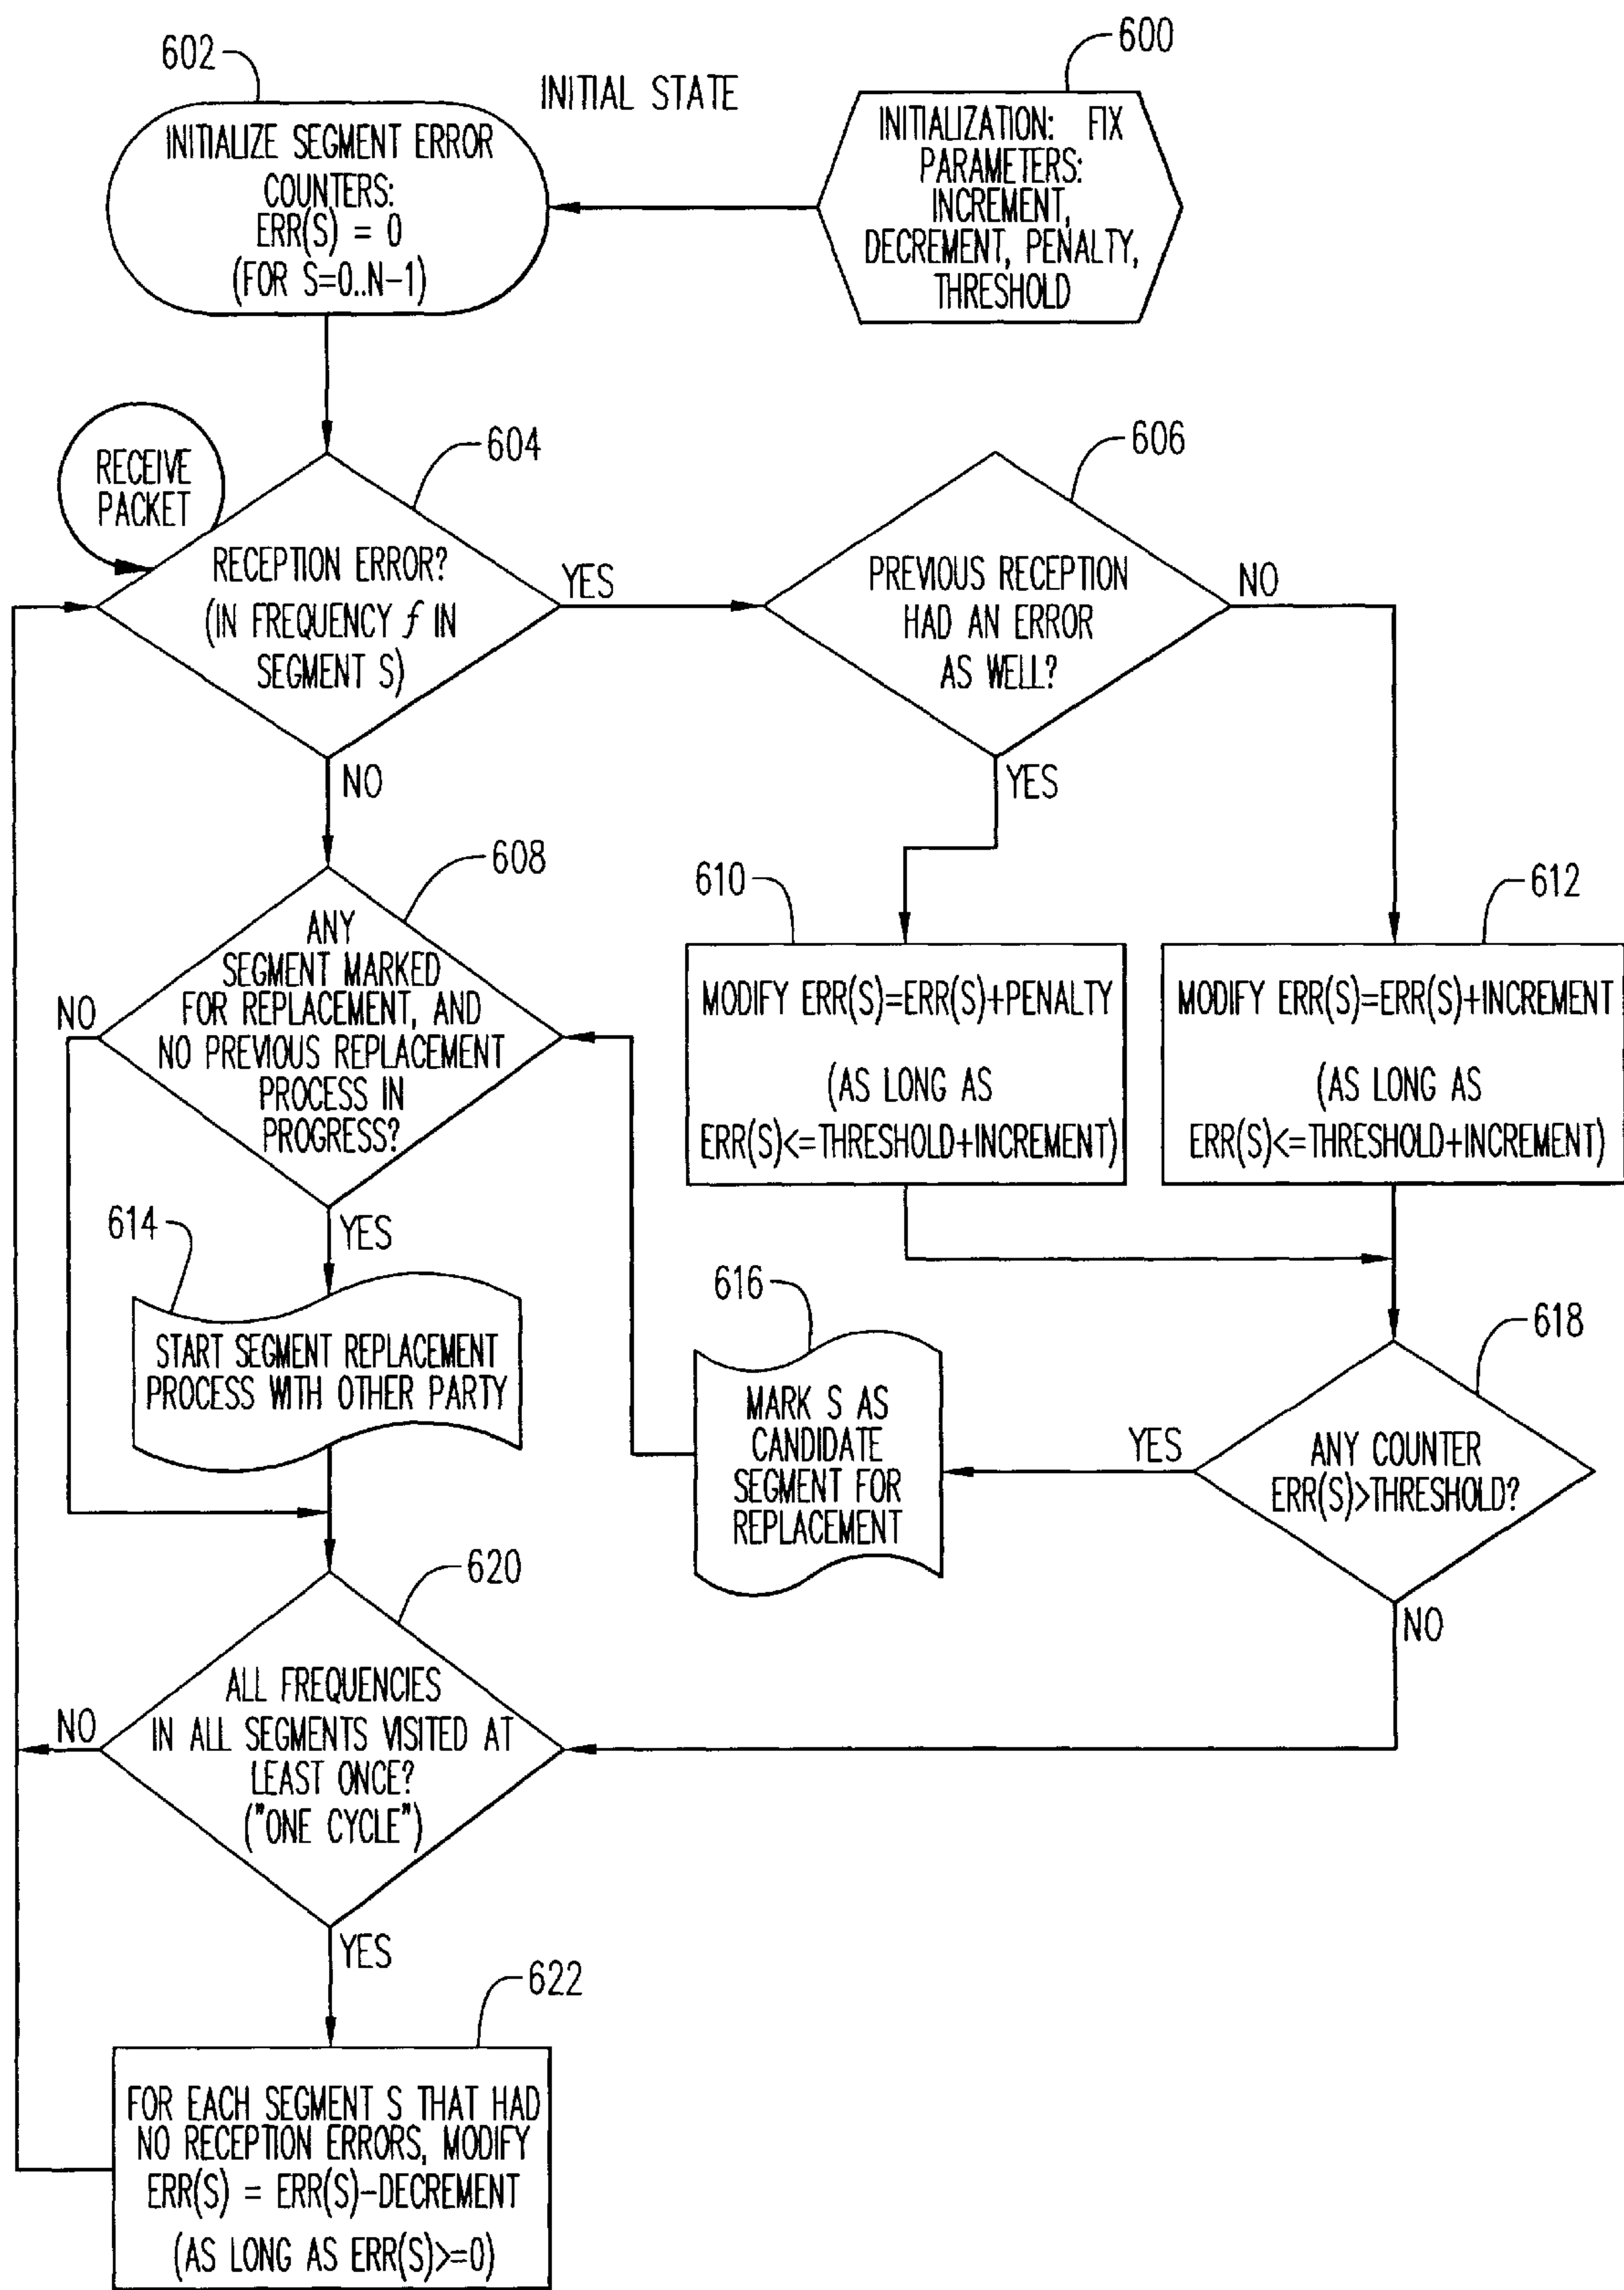 602
INITIAL STATE
600
INITIALIZE SEGMENT ERROR
COUNTERS:
ERR(S) = 0
(FOR S=0..N-1)
INITIALIZATION: FIX
PARAMETERS:
INCREMENT,
DECREMENT, PENALTY,
THRESHOLD
RECEIVE
PACKET
604
RECEPTION ERROR?
(IN FREQUENCY f IN
SEGMENT S)
YES
NO
606
PREVIOUS RECEPTION
HAD AN ERROR
AS WELL?
NO
YES
608
ANY
SEGMENT MARKED
FOR REPLACEMENT, AND
NO PREVIOUS REPLACEMENT
PROCESS IN
PROGRESS?
NO
YES
610
MODIFY ERR(S)=ERR(S)+PENALTY
(AS LONG AS
ERR(S)<=THRESHOLD+INCREMENT)
612
MODIFY ERR(S)=ERR(S)+INCREMENT
(AS LONG AS
ERR(S)<=THRESHOLD+INCREMENT)
614
START SEGMENT REPLACEMENT
PROCESS WITH OTHER PARTY
616
MARK S AS
CANDIDATE
SEGMENT FOR
REPLACEMENT
618
YES
ANY COUNTER
ERR(S)>THRESHOLD?
NO
620
ALL FREQUENCIES
IN ALL SEGMENTS VISITED AT
LEAST ONCE?
("ONE CYCLE")
NO
YES
622
FOR EACH SEGMENT S THAT HAD
NO RECEPTION ERRORS, MODIFY
ERR(S) = ERR(S)-DECREMENT
(AS LONG AS ERR(S)>=0)